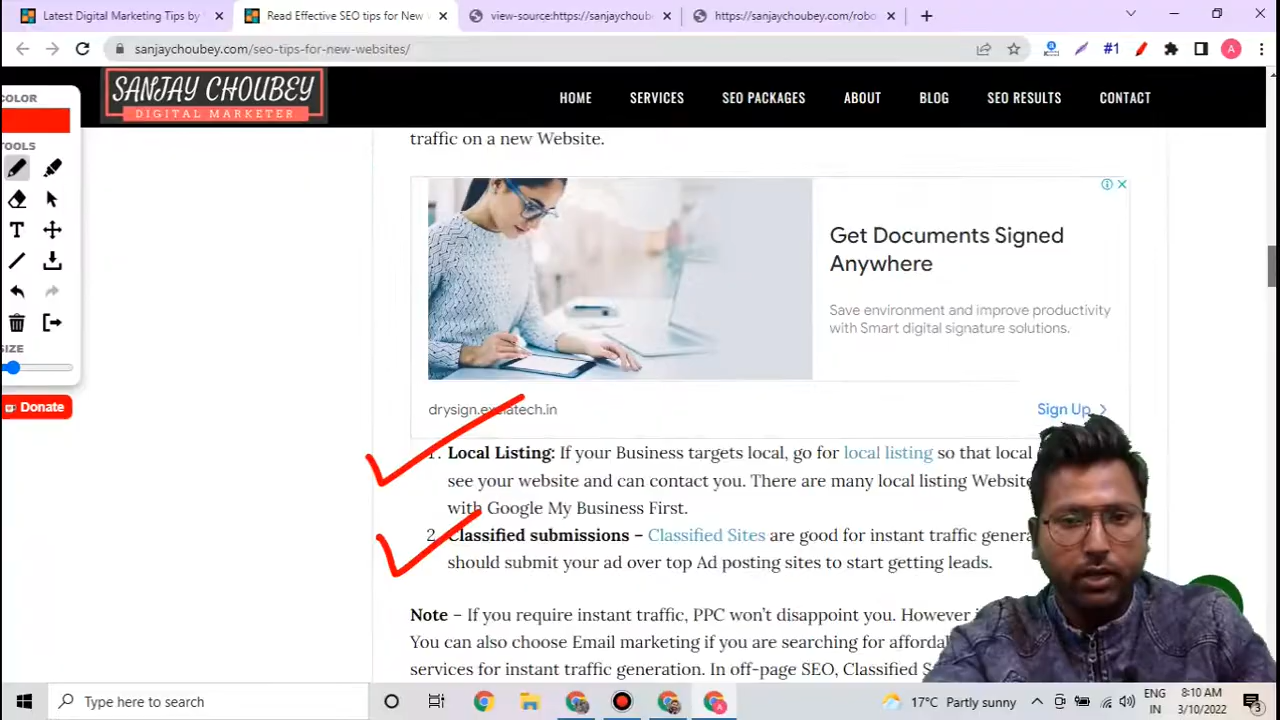 Latest Digital Marketing Tips by
Read Effective SEO tips for New
view-source:https://sanjaychoub
https://sanjaychoubey.com/robo
sanjaychoubey.com/seo-tips-for-new-websites/
#1
A
SANJAY CHOUBEY
DIGITAL MARKETER
HOME SERVICES SEO PACKAGES ABOUT BLOG SEO RESULTS CONTACT
COLOR
TOOLS
T
SIZE
Donate
traffic on a new Website.
Get Documents Signed
Anywhere
Save environment and improve productivity
with Smart digital signature solutions.
drysign.exelatech.in
Sign Up
1. Local Listing: If your Business targets local, go for local listing so that local
see your website and can contact you. There are many local listing Website
with Google My Business First.
2. Classified submissions – Classified Sites are good for instant traffic genera
should submit your ad over top Ad posting sites to start getting leads.
Note – If you require instant traffic, PPC won't disappoint you. However i
You can also choose Email marketing if you are searching for affordab
services for instant traffic generation. In off-page SEO, Classified S
Type here to search
17°C Partly sunny
ENG
IN
8:10 AM
3/10/2022
3